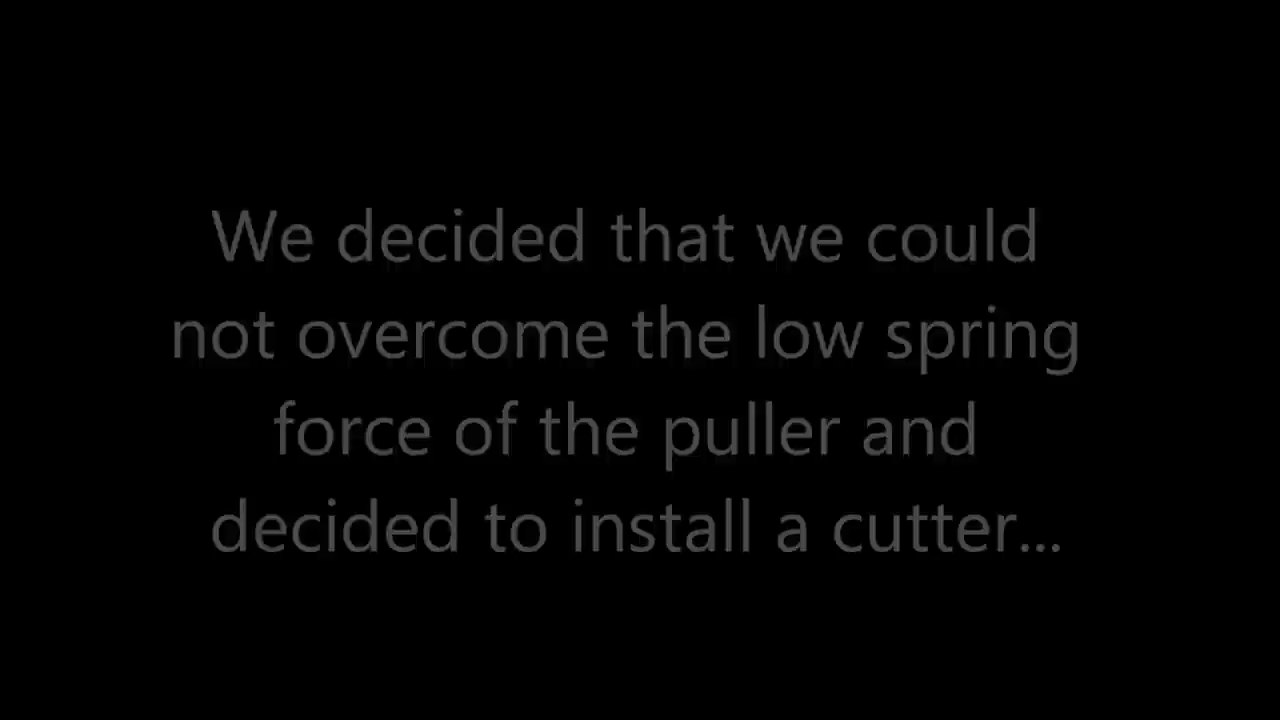 We decided that we could
not overcome the low spring
force of the puller and
decided to install a cutter...